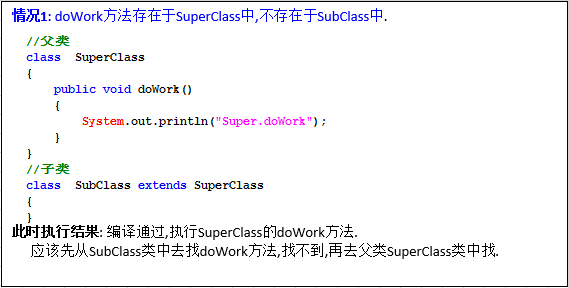 情况1: doWork方法存在于SuperClass中,不存在于SubClass中.
//父类
class  SuperClass
{
    public void doWork()
    {
        System.out.println("Super.doWork");
    }
}
//子类
class  SubClass extends SuperClass
{
}
此时执行结果: 编译通过,执行SuperClass的doWork方法.
应该先从SubClass类中去找doWork方法,找不到,再去父类SuperClass类中找.